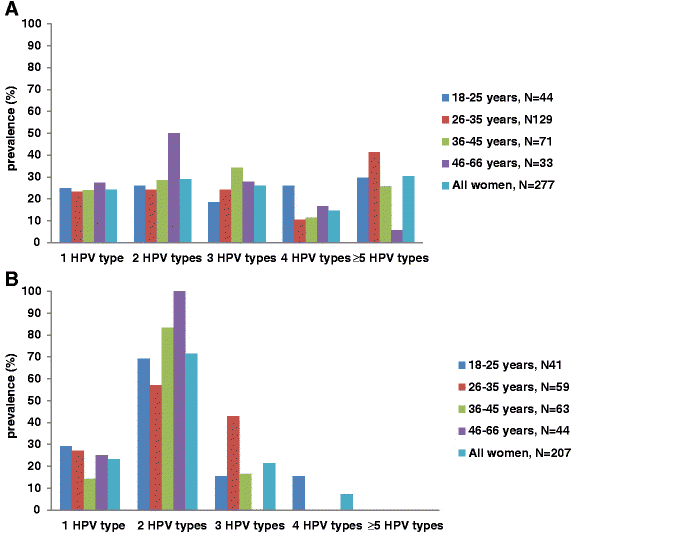 A
100
90
80
70
60
50
40
30
20
10
0
prevalence (%)
1 HPV type 2 HPV types 3 HPV types 4 HPV types ≥5 HPV types
18-25 years, N=44
26-35 years, N129
36-45 years, N=71
46-66 years, N=33
All women, N=277
B
100
90
80
70
60
50
40
30
20
10
0
prevalence (%)
1 HPV type 2 HPV types 3 HPV types 4 HPV types ≥5 HPV types
18-25 years, N41
26-35 years, N=59
36-45 years, N=63
46-66 years, N=44
All women, N=207